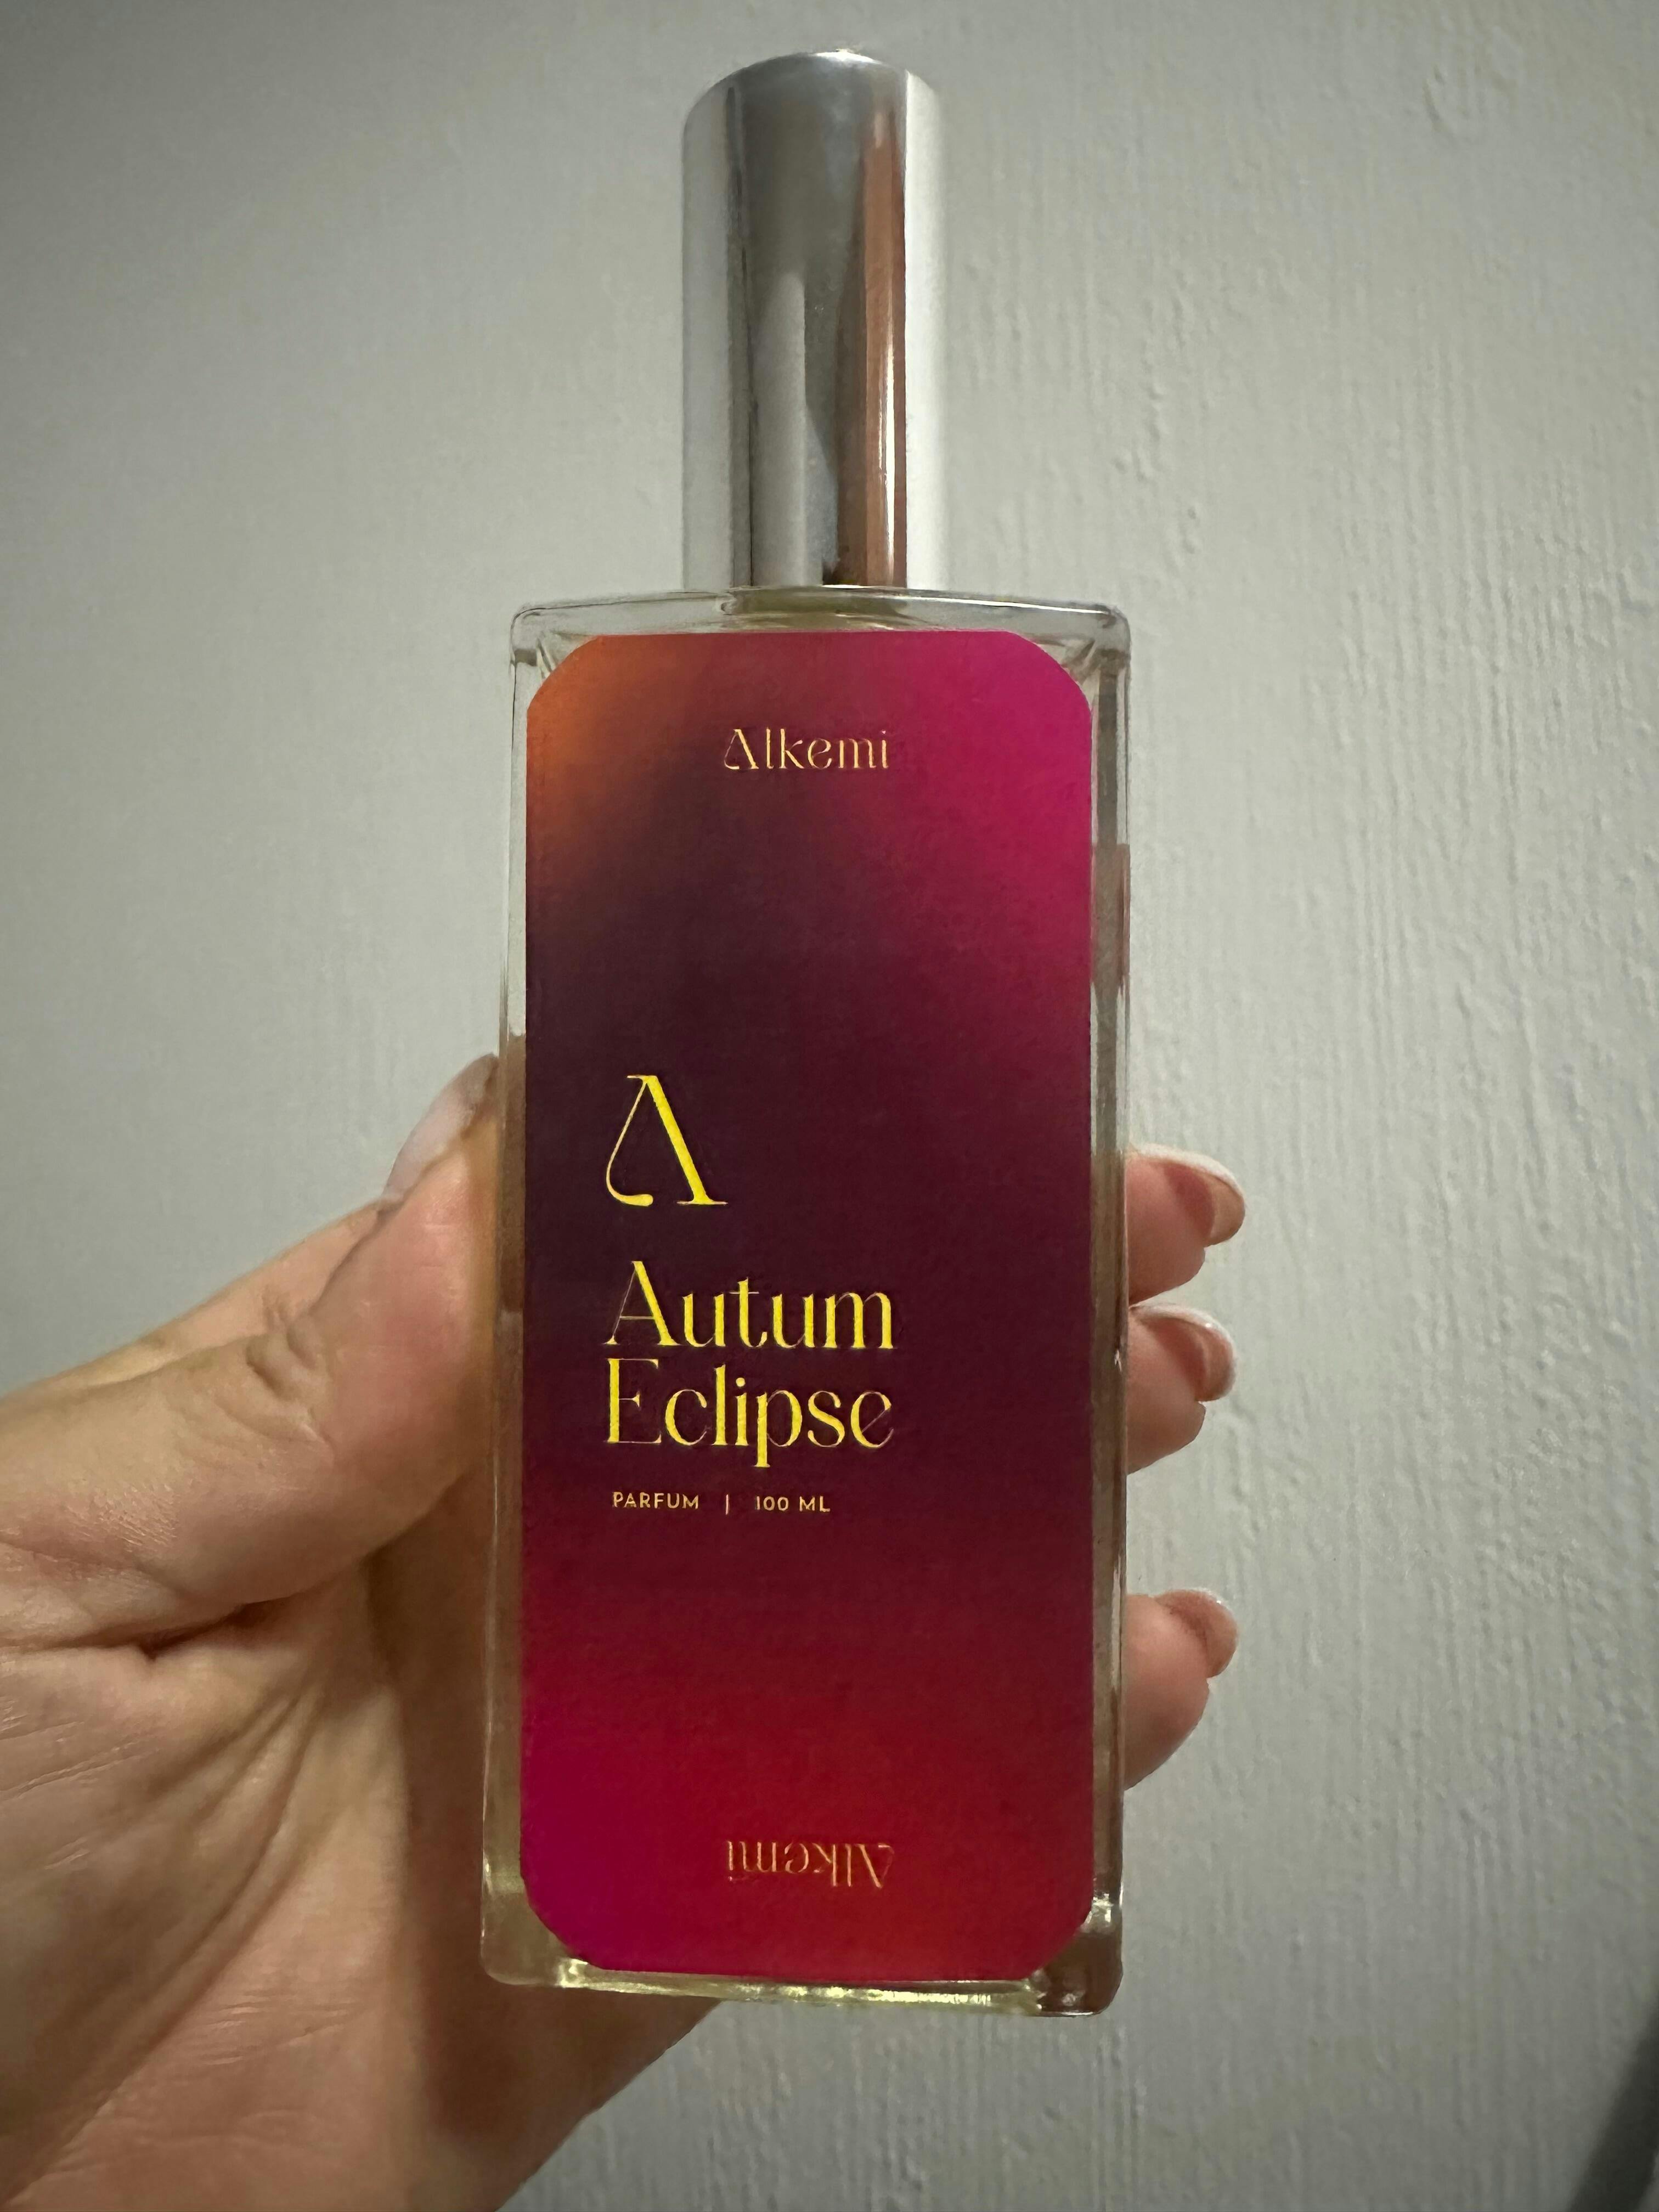 Alkemi
A
Autum
Eclipse
PARFUM | 100 ML
Alkemi